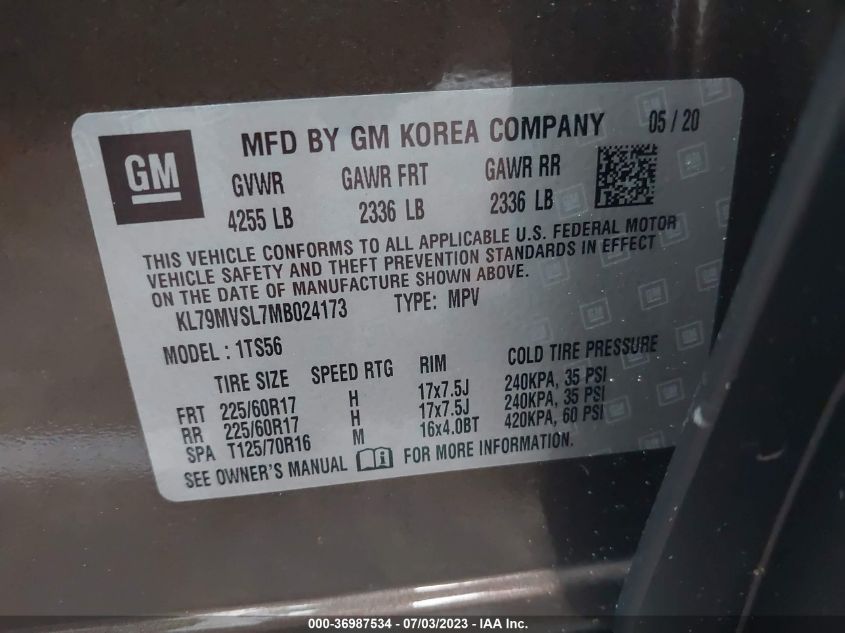 GM
MFD BY GM KOREA COMPANY 05 / 20
GVWR GAWR FRT GAWR RR
4255 LB 2336 LB 2336 LB
THIS VEHICLE CONFORMS TO ALL APPLICABLE U.S. FEDERAL MOTOR
VEHICLE SAFETY AND THEFT PREVENTION STANDARDS IN EFFECT
ON THE DATE OF MANUFACTURE SHOWN ABOVE.
KL79MVSL7MB024173 TYPE: MPV
MODEL : 1TS56
TIRE SIZE SPEED RTG RIM COLD TIRE PRESSURE
FRT 225/60R17 H 17x7.5J 240KPA, 35 PSI
RR 225/60R17 H 17x7.5J 240KPA, 35 PSI
SPA T125/70R16 M 16x4.0BT 420KPA, 60 PSI
SEE OWNER'S MANUAL FOR MORE INFORMATION.
000-36987534 - 07/03/2023 - IAA Inc.